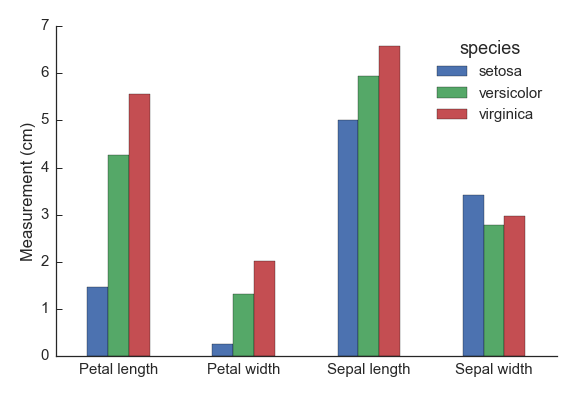 7
6
5
4
3
2
1
0
Measurement (cm)
species
setosa
versicolor
virginica
Petal length
Petal width
Sepal length
Sepal width